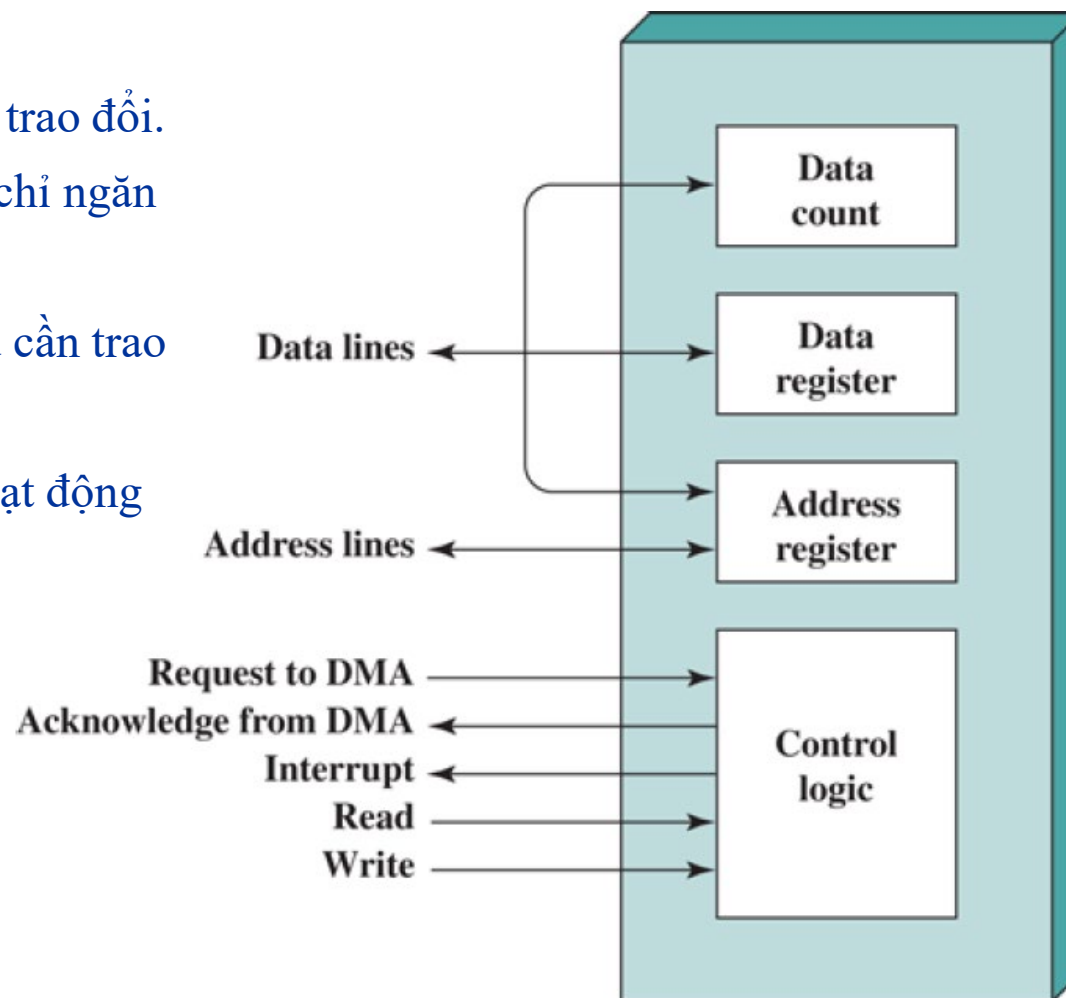 trao đổi.
chỉ ngăn
cần trao
ạt động
Data
count
Data lines
Data
register
Address
register
Address lines
Request to DMA
Acknowledge from DMA
Interrupt
Read
Write
Control
logic